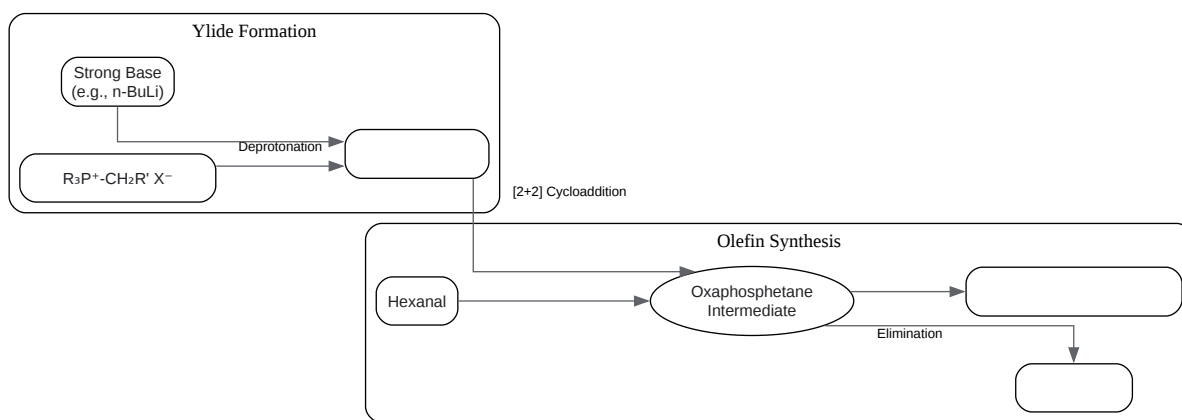 Ylide Formation
Strong Base
(e.g., n-BuLi)
Deprotonation
R₃P⁺-CH₂R' X⁻
[2+2] Cycloaddition
Olefin Synthesis
Hexanal
Oxaphosphetane
Intermediate
Elimination